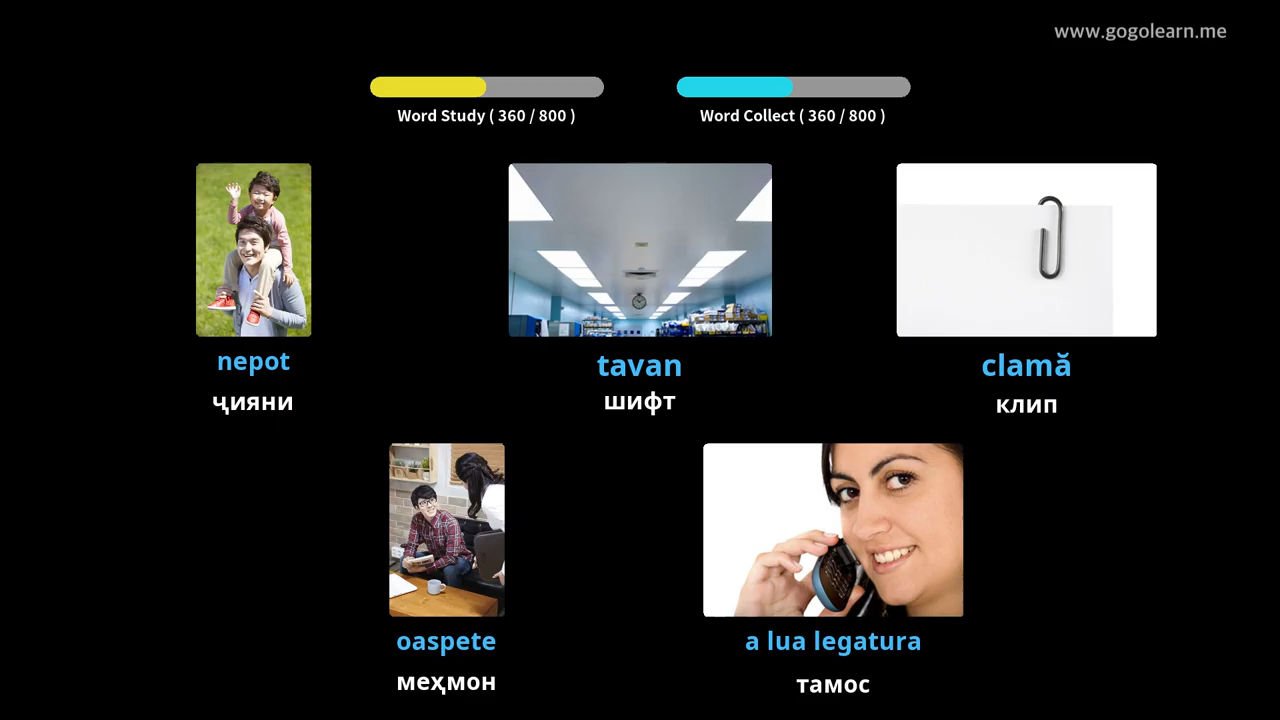 www.gogolearn.me
Word Study ( 360 / 800 )
Word Collect ( 360 / 800 )
nepot
ҷияни
tavan
шифт
clamă
клип
oaspete
меҳмон
a lua legatura
тамос